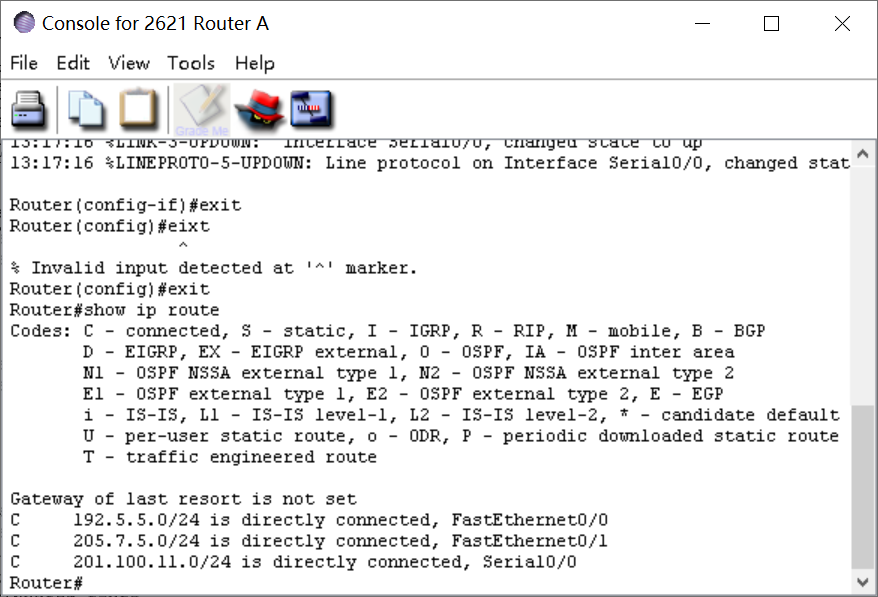 Console for 2621 Router A
File Edit View Tools Help
Grade Me
13:17:16 %LINK-3-UPDOWN: Interface Serial0/0, changed state to up
13:17:16 %LINEPROTO-5-UPDOWN: Line protocol on Interface Serial0/0, changed stat
Router(config-if)#exit
Router(config)#eixt
^
% Invalid input detected at '^' marker.
Router(config)#exit
Router#show ip route
Codes: C - connected, S - static, I - IGRP, R - RIP, M - mobile, B - BGP
D - EIGRP, EX - EIGRP external, O - OSPF, IA - OSPF inter area
N1 - OSPF NSSA external type 1, N2 - OSPF NSSA external type 2
E1 - OSPF external type 1, E2 - OSPF external type 2, E - EGP
i - IS-IS, L1 - IS-IS level-1, L2 - IS-IS level-2, * - candidate default
U - per-user static route, o - ODR, P - periodic downloaded static route
T - traffic engineered route
Gateway of last resort is not set
C 192.5.5.0/24 is directly connected, FastEthernet0/0
C 205.7.5.0/24 is directly connected, FastEthernet0/1
C 201.100.11.0/24 is directly connected, Serial0/0
Router#